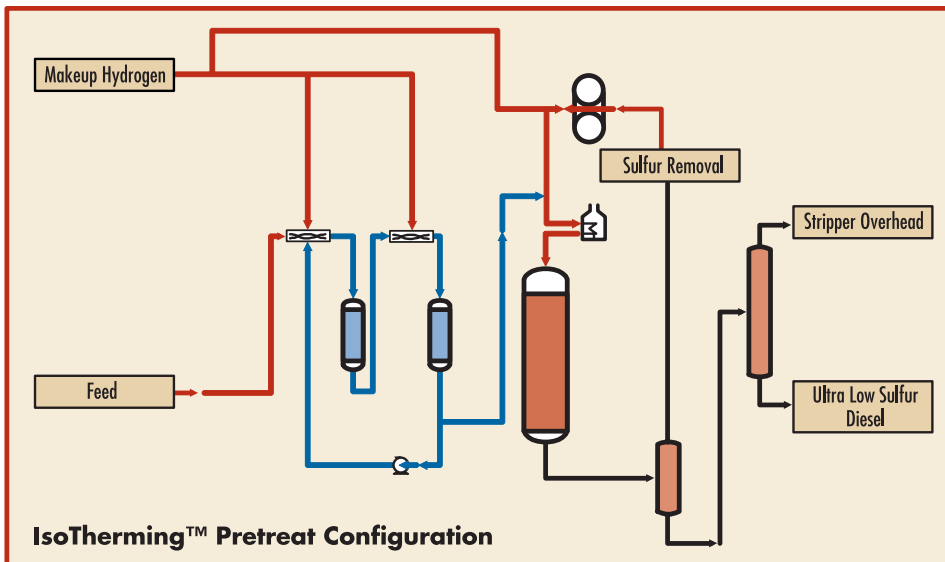 Makeup Hydrogen
Sulfur Removal
Stripper Overhead
Feed
Ultra Low Sulfur
Diesel
IsoTherming™ Pretreat Configuration